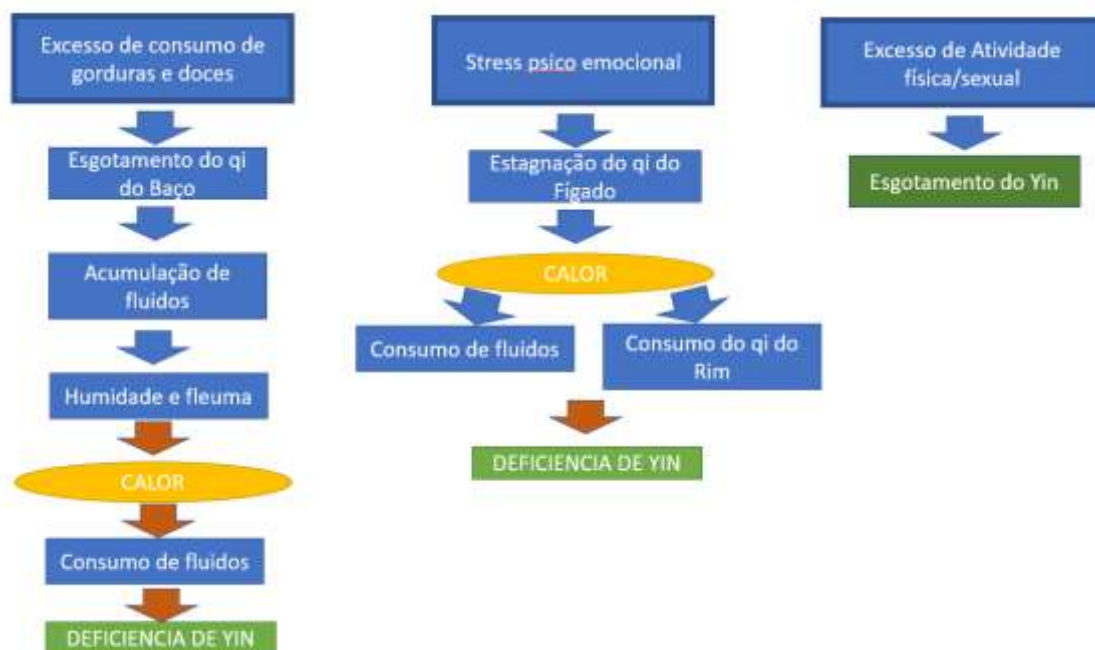 Excesso de consumo de
gorduras e doces
Esgotamento do qi
do Baço
Acumulação de
fluidos
Humidade e fleuma
CALOR
Consumo de fluidos
DEFICIENCIA DE YIN
Stress psico emocional
Estagnação do qi do
Fígado
CALOR
Consumo de fluidos
Consumo do qi do
Rim
DEFICIENCIA DE YIN
Excesso de Atividade
física/sexual
Esgotamento do Yin